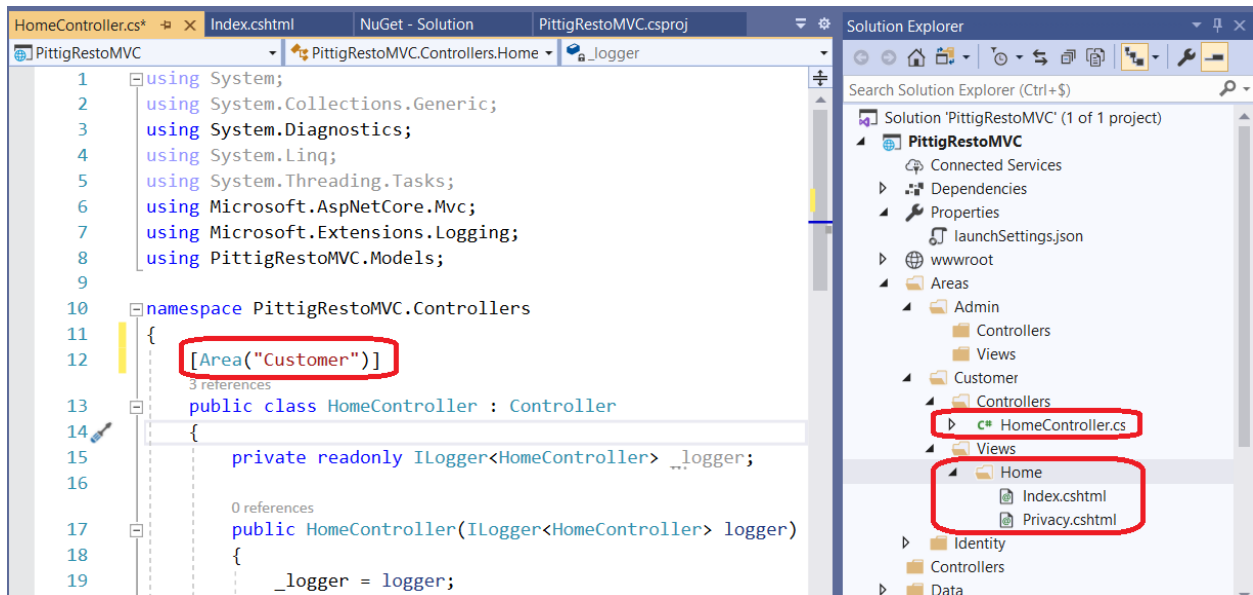 HomeController.cs* Index.cshtml NuGet - Solution PittigRestoMVC.csproj
PittigRestoMVC PittigRestoMVC.Controllers.Home _logger
1 using System;
2 using System.Collections.Generic;
3 using System.Diagnostics;
4 using System.Linq;
5 using System.Threading.Tasks;
6 using Microsoft.AspNetCore.Mvc;
7 using Microsoft.Extensions.Logging;
8 using PittigRestoMVC.Models;
9
10 namespace PittigRestoMVC.Controllers
11 {
12 [Area("Customer")]
3 references
13 public class HomeController : Controller
14 {
15 private readonly ILogger<HomeController> _logger;
16
0 references
17 public HomeController(ILogger<HomeController> logger)
18 {
19 _logger = logger;
Solution Explorer
Search Solution Explorer (Ctrl+$)
Solution 'PittigRestoMVC' (1 of 1 project)
PittigRestoMVC
Connected Services
Dependencies
Properties
launchSettings.json
wwwroot
Areas
Admin
Controllers
Views
Customer
Controllers
C# HomeController.cs
Views
Home
Index.cshtml
Privacy.cshtml
Identity
Controllers
Data